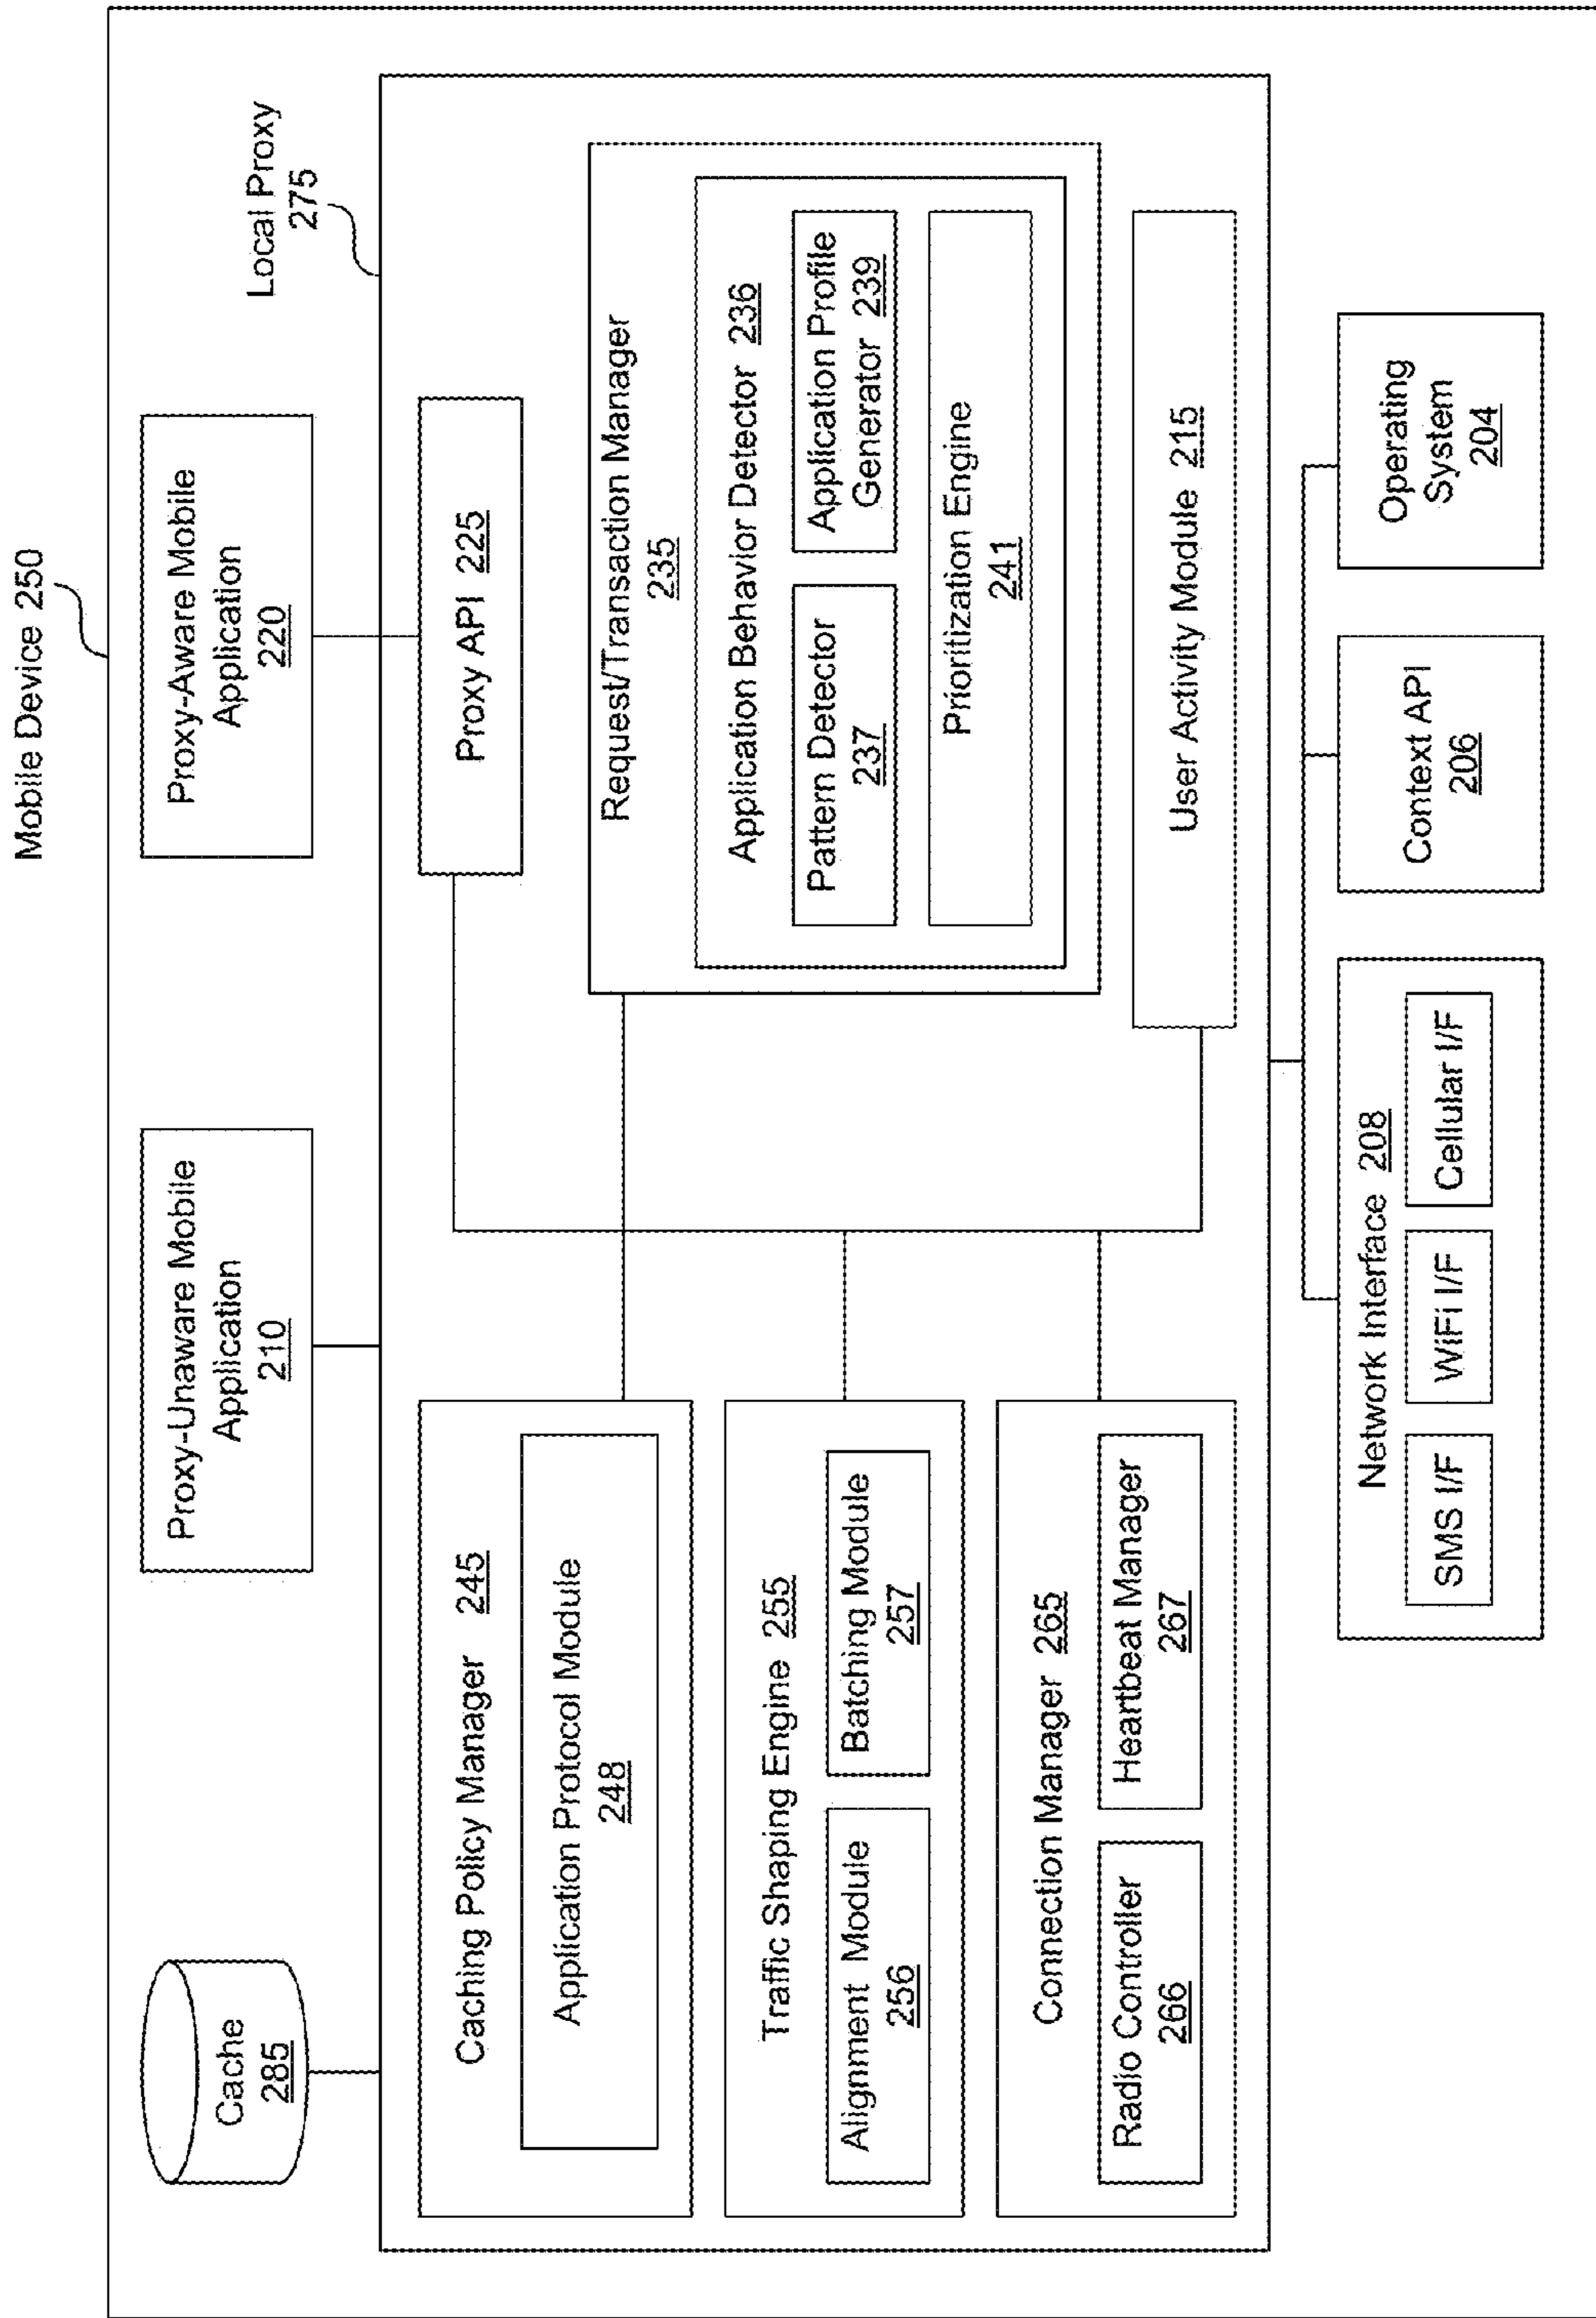 Mobile Device 250
Cache
285
Proxy-Unaware Mobile
Application
210
Proxy-Aware Mobile
Application
220
Local Proxy
275
Caching Policy Manager 245
Application Protocol Module
248
Traffic Shaping Engine 255
Alignment Module
256
Batching Module
257
Connection Manager 265
Radio Controller
266
Heartbeat Manager
267
Proxy API 225
Request/Transaction Manager
235
Application Behavior Detector 236
Pattern Detector
237
Application Profile
Generator 239
Prioritization Engine
241
User Activity Module 215
Network Interface 208
SMS I/F
WiFi I/F
Cellular I/F
Context API
206
Operating
System
204